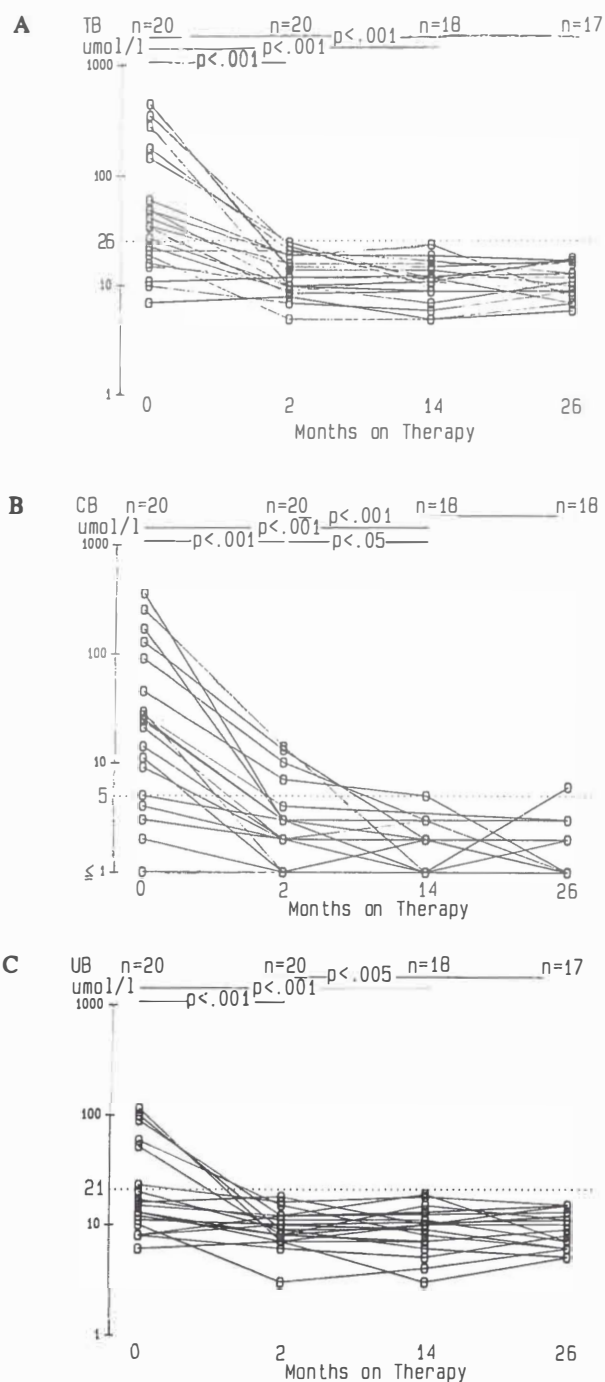 A TB n=20 n=20 n=18 n=17
p<.001
umol/l p<.001
1000 p<.001
100
26
10
1
0 2 14 26
Months on Therapy
B CB n=20 n=20 n=18 n=18
p<.001
umol/l p<.001
1000 p<.001 p<.05
100
10
5
≤ 1
0 2 14 26
Months on Therapy
C UB n=20 n=20 n=18 n=17
p<.005
umol/l p<.001
1000 p<.001
100
21
10
1
0 2 14 26
Months on Therapy